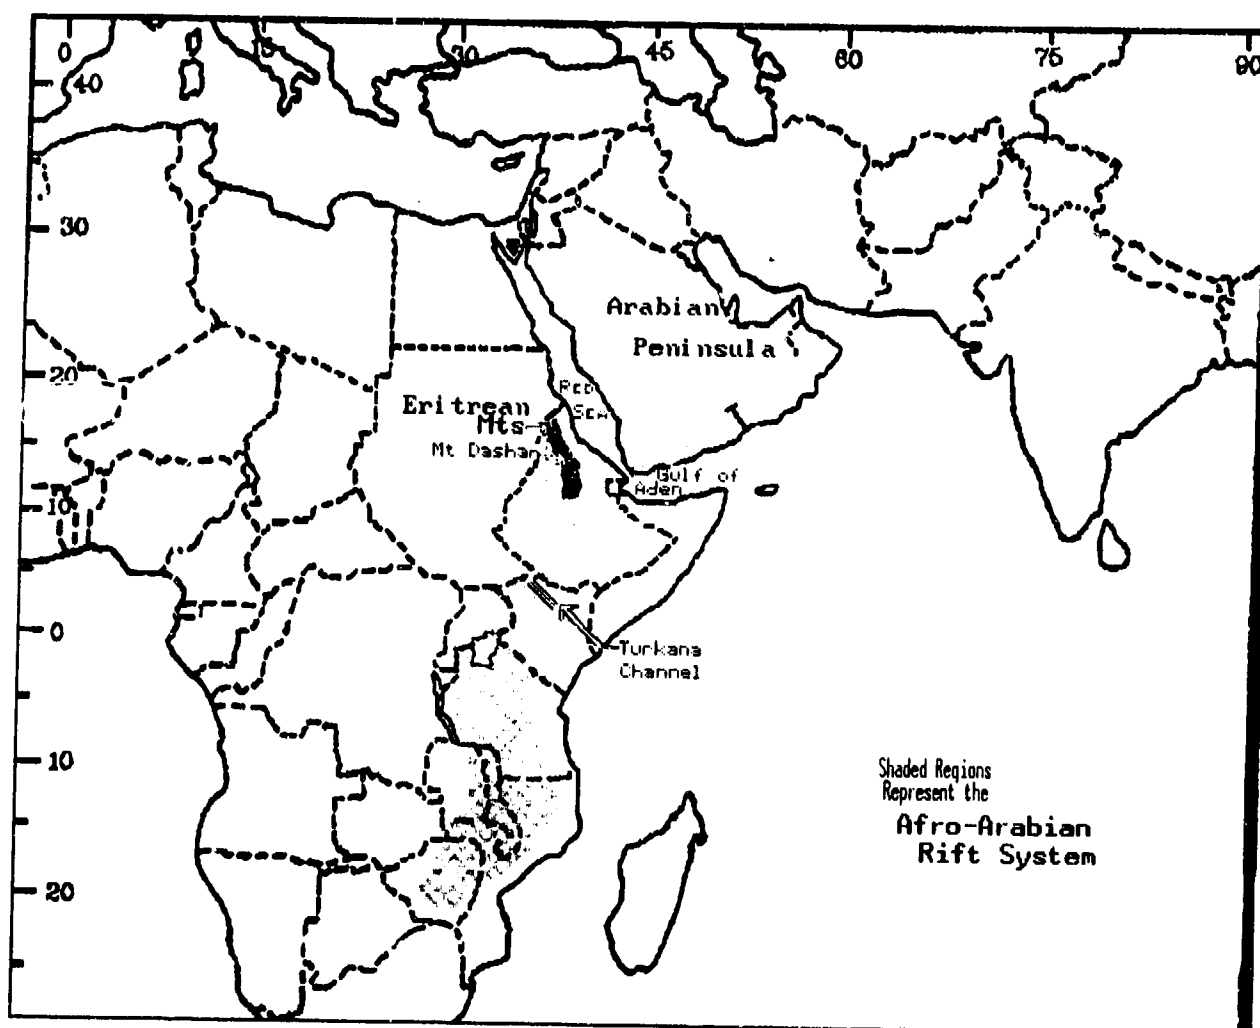 0 15 30 45 60 75 90
40
30
Arabian
Peninsula
20
Red
Sea
Eritrean
Mts
Mt Dashan
Gulf of
Aden
10
0
Turkana
Channel
10
Shaded Regions
Represent the
Afro-Arabian
Rift System
20